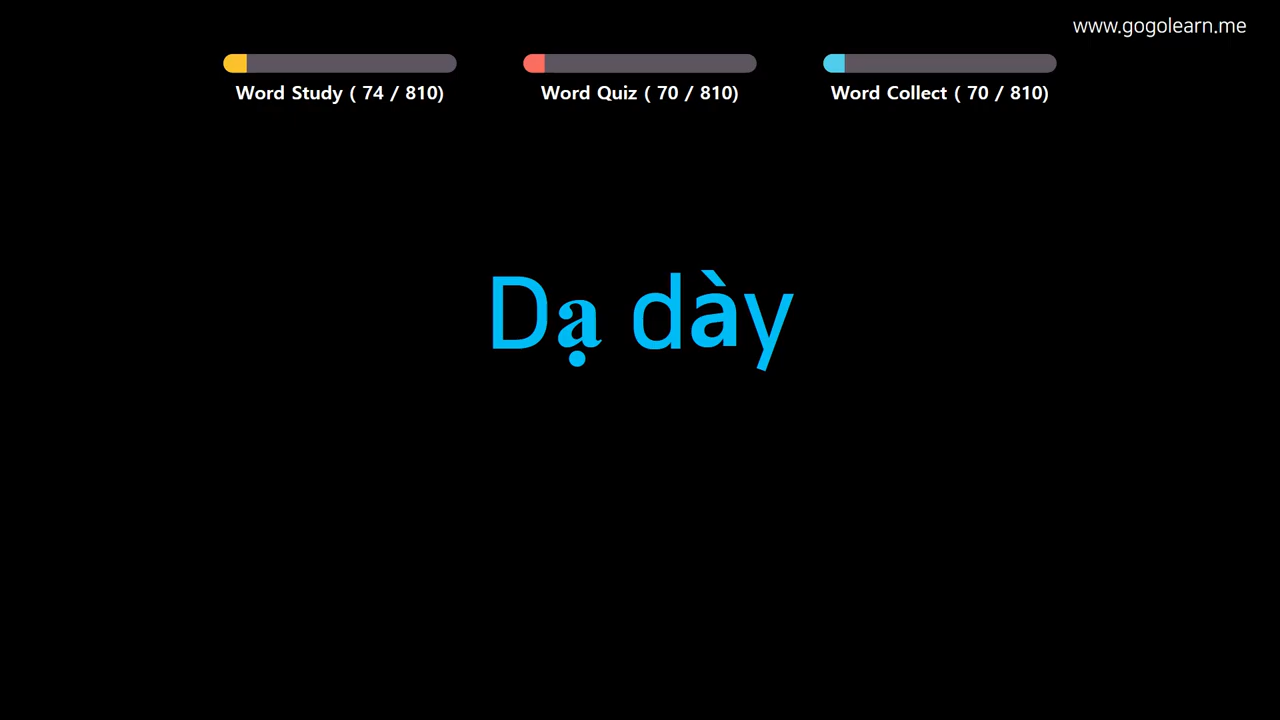 www.gogolearn.me
Word Study ( 74 / 810)
Word Quiz ( 70 / 810)
Word Collect ( 70 / 810)
Dạ dày